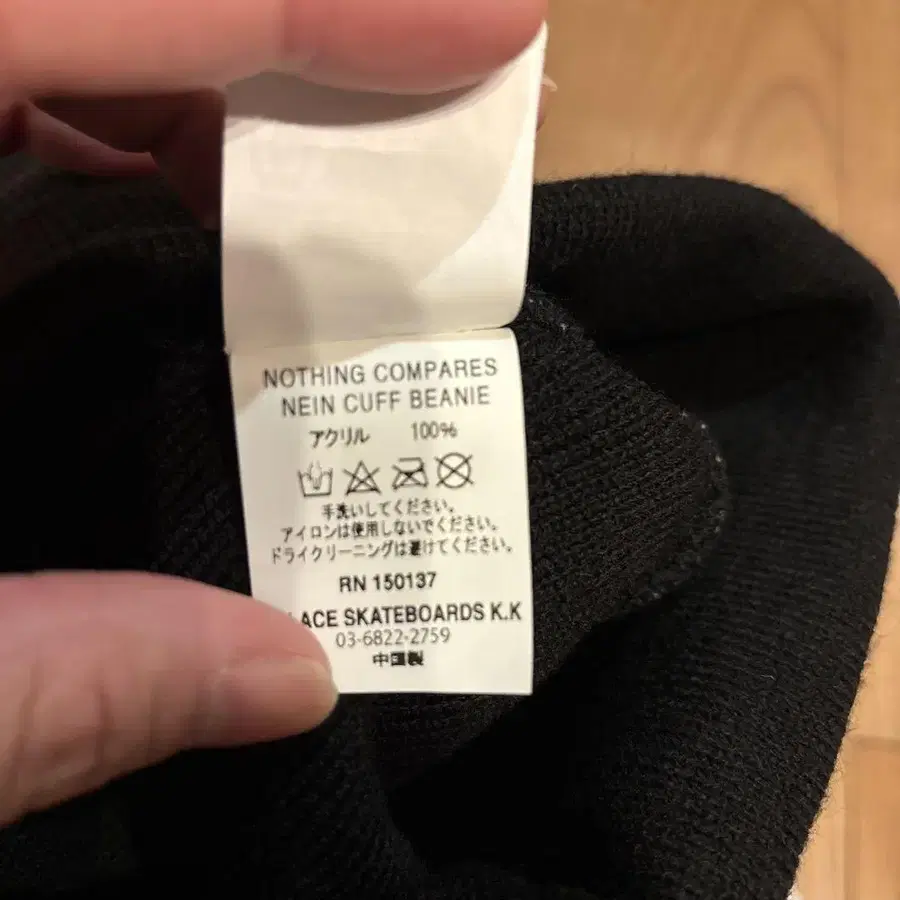 NOTHING COMPARES
NEIN CUFF BEANIE
アクリル 100%
手洗いしてください。
アイロンは使用しないでください。
ドライクリーニングは避けてください。
RN 150137
LACE SKATEBOARDS K.K
03-6822-2759
中国製